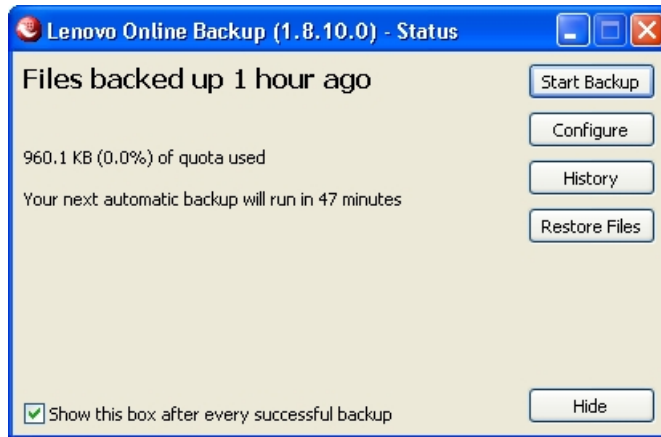 Lenovo Online Backup (1.8.10.0) - Status
Files backed up 1 hour ago
Start Backup
Configure
960.1 KB (0.0%) of quota used
History
Your next automatic backup will run in 47 minutes
Restore Files
Show this box after every successful backup
Hide